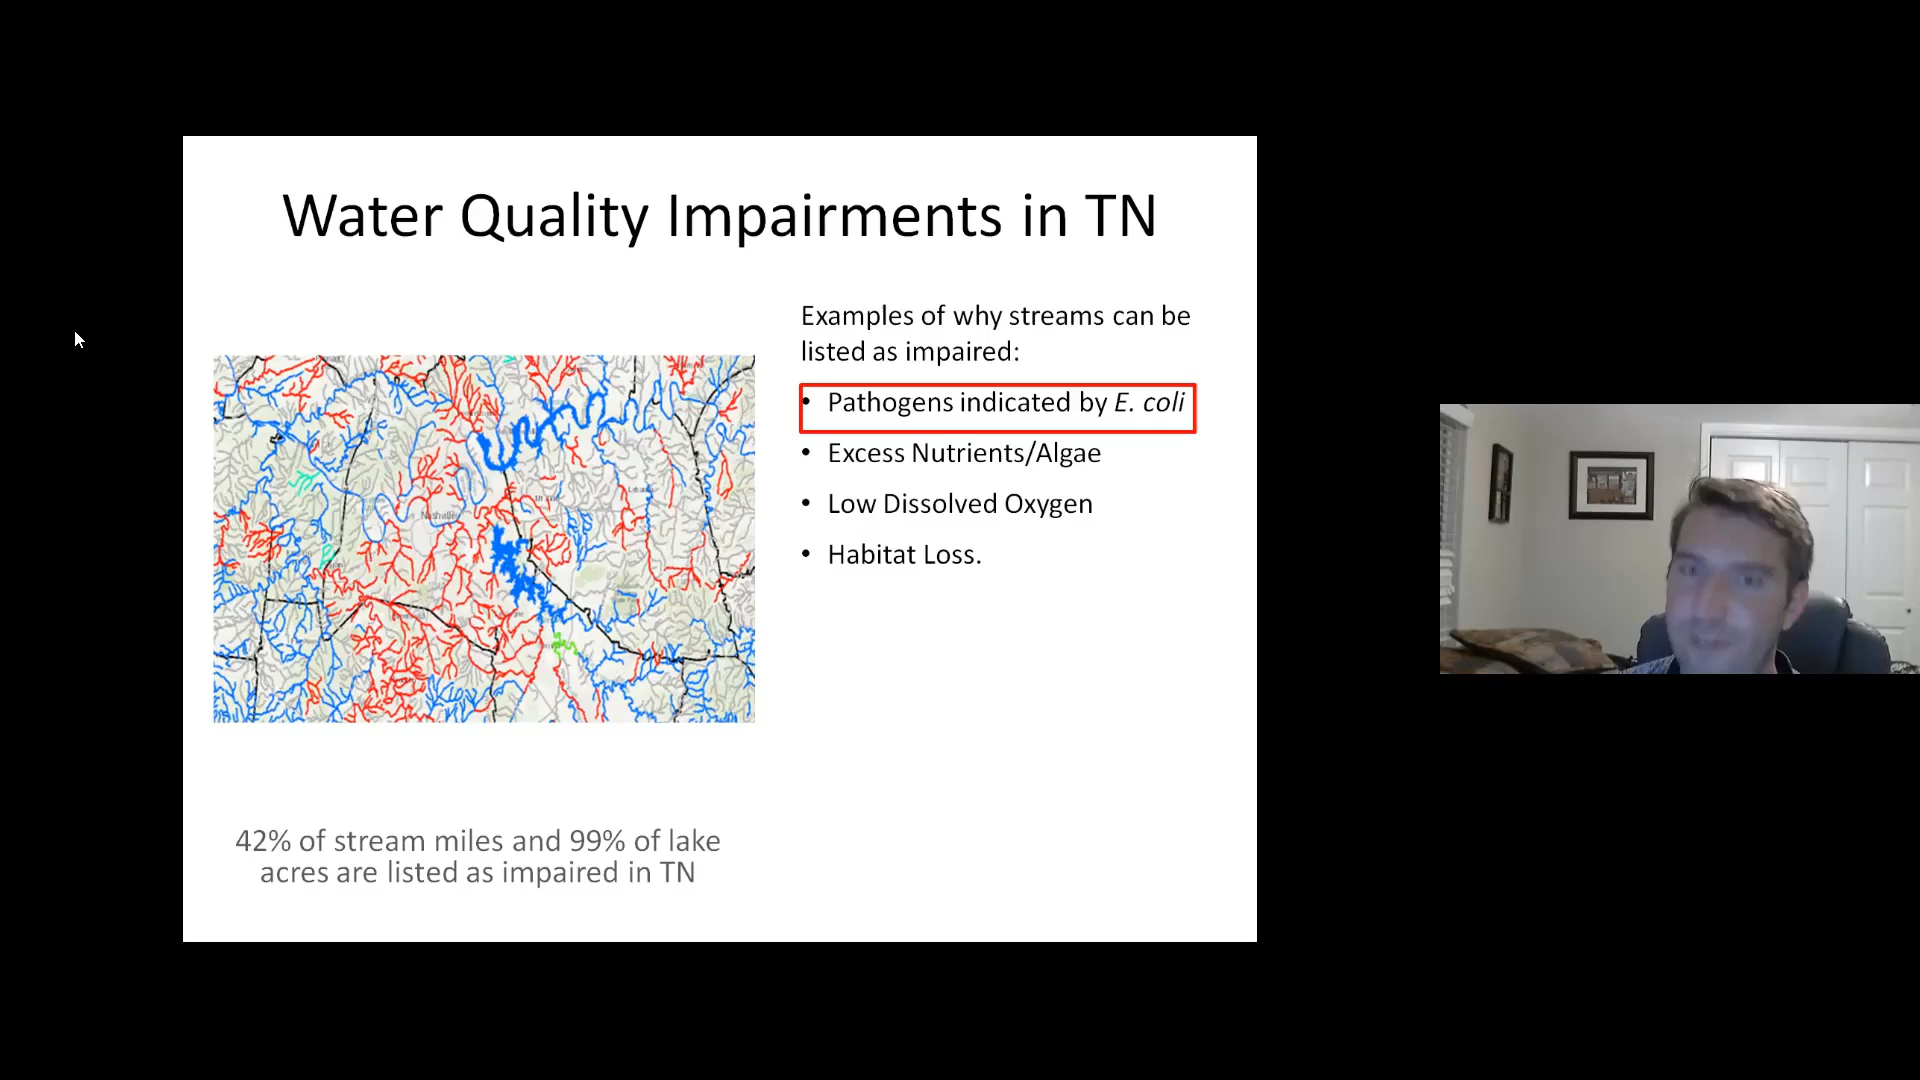 Water Quality Impairments in TN
Examples of why streams can be
listed as impaired:
• Pathogens indicated by E. coli
• Excess Nutrients/Algae
• Low Dissolved Oxygen
• Habitat Loss.
Nashville
Lebanon
42% of stream miles and 99% of lake
acres are listed as impaired in TN